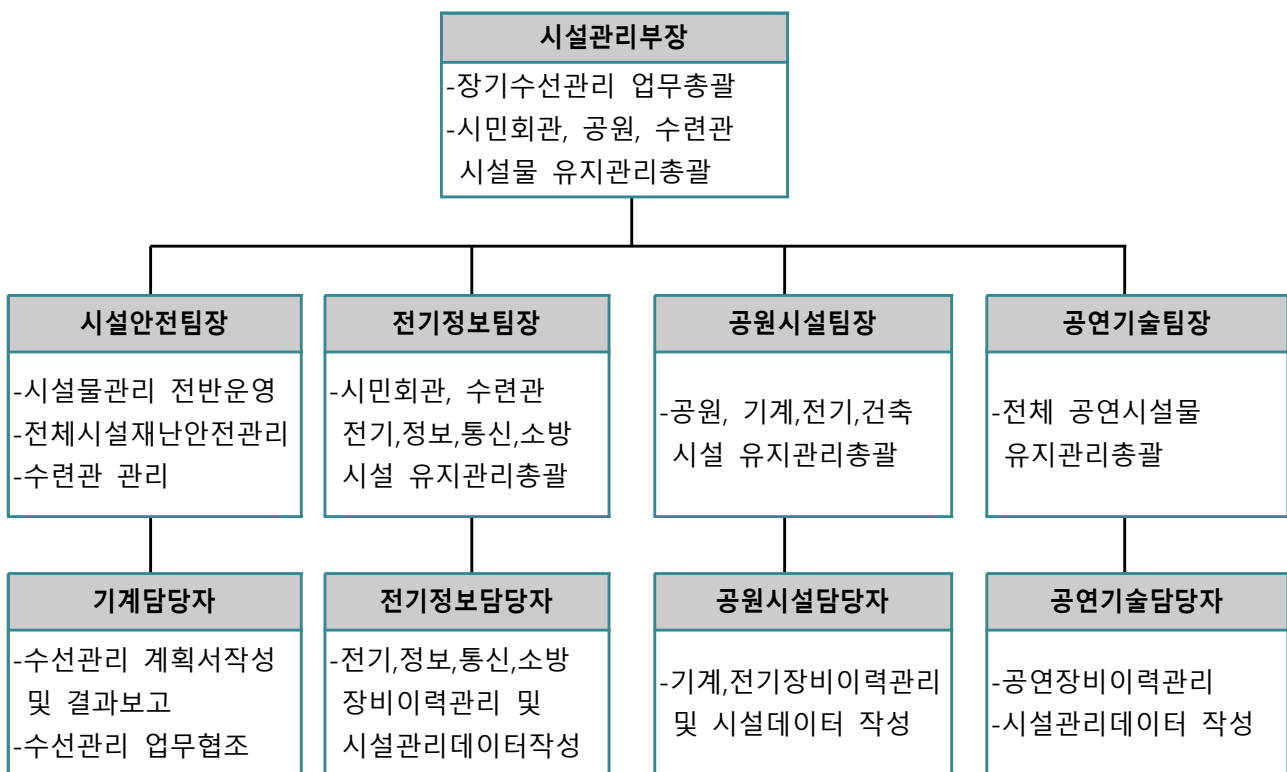 시설관리부장
-장기수선관리 업무총괄
-시민회관, 공원, 수련관
시설물 유지관리총괄
시설안전팀장
-시설물관리 전반운영
-전체시설재난안전관리
-수련관 관리
전기정보팀장
-시민회관, 수련관
전기,정보,통신,소방
시설 유지관리총괄
공원시설팀장
-공원, 기계,전기,건축
시설 유지관리총괄
공연기술팀장
-전체 공연시설물
유지관리총괄
기계담당자
-수선관리 계획서작성
및 결과보고
-수선관리 업무협조
전기정보담당자
-전기,정보,통신,소방
장비이력관리 및
시설관리데이터작성
공원시설담당자
-기계,전기장비이력관리
및 시설데이터 작성
공연기술담당자
-공연장비이력관리
-시설관리데이터 작성